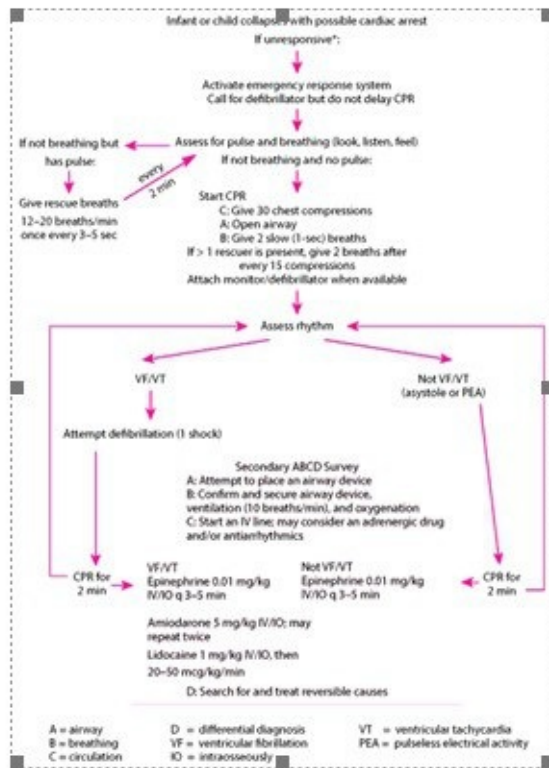 Infant or child collapses with possible cardiac arrest
If unresponsive*:
Activate emergency response system
Call for defibrillator but do not delay CPR
Assess for pulse and breathing (look, listen, feel)
If not breathing but
has pulse:
every
2 min
Give rescue breaths
12–20 breaths/min
once every 3–5 sec
If not breathing and no pulse:
Start CPR
C: Give 30 chest compressions
A: Open airway
B: Give 2 slow (1-sec) breaths
If > 1 rescuer is present, give 2 breaths after
every 15 compressions
Attach monitor/defibrillator when available
Assess rhythm
VF/VT
Not VF/VT
(asystole or PEA)
Attempt defibrillation (1 shock)
Secondary ABCD Survey
A: Attempt to place an airway device
B: Confirm and secure airway device,
ventilation (10 breaths/min), and oxygenation
C: Start an IV line; may consider an adrenergic drug
and/or antiarrhythmics
CPR for
2 min
VF/VT
Epinephrine 0.01 mg/kg
IV/IO q 3–5 min
Amiodarone 5 mg/kg IV/IO; may
repeat twice
Lidocaine 1 mg/kg IV/IO, then
20–50 mcg/kg/min
Not VF/VT
Epinephrine 0.01 mg/kg
IV/IO q 3–5 min
CPR for
2 min
D: Search for and treat reversible causes
A = airway
B = breathing
C = circulation
D = differential diagnosis
VF = ventricular fibrillation
IO = intraosseously
VT = ventricular tachycardia
PEA = pulseless electrical activity